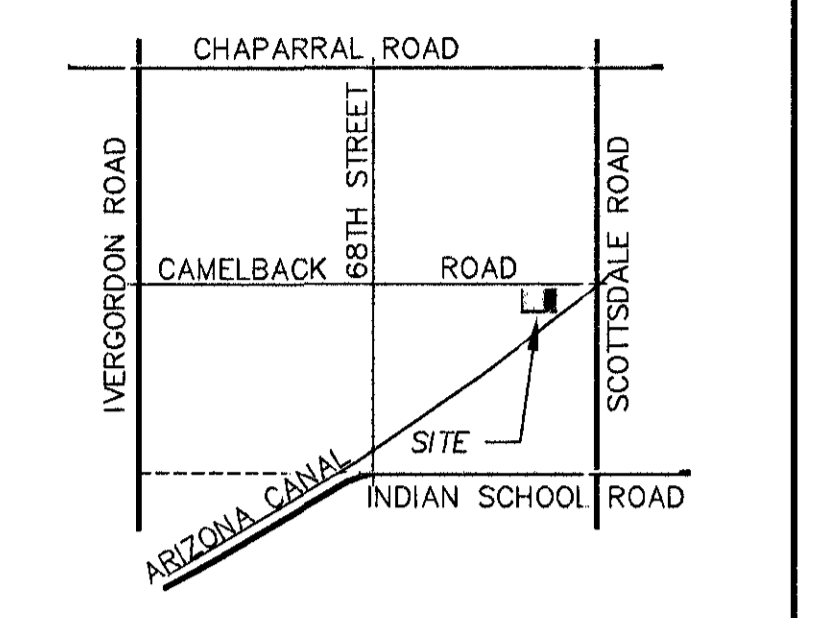 CHAPARRAL ROAD
IVERGORDON ROAD
68TH STREET
SCOTTSDALE ROAD
CAMELBACK ROAD
SITE
ARIZONA CANAL
INDIAN SCHOOL ROAD